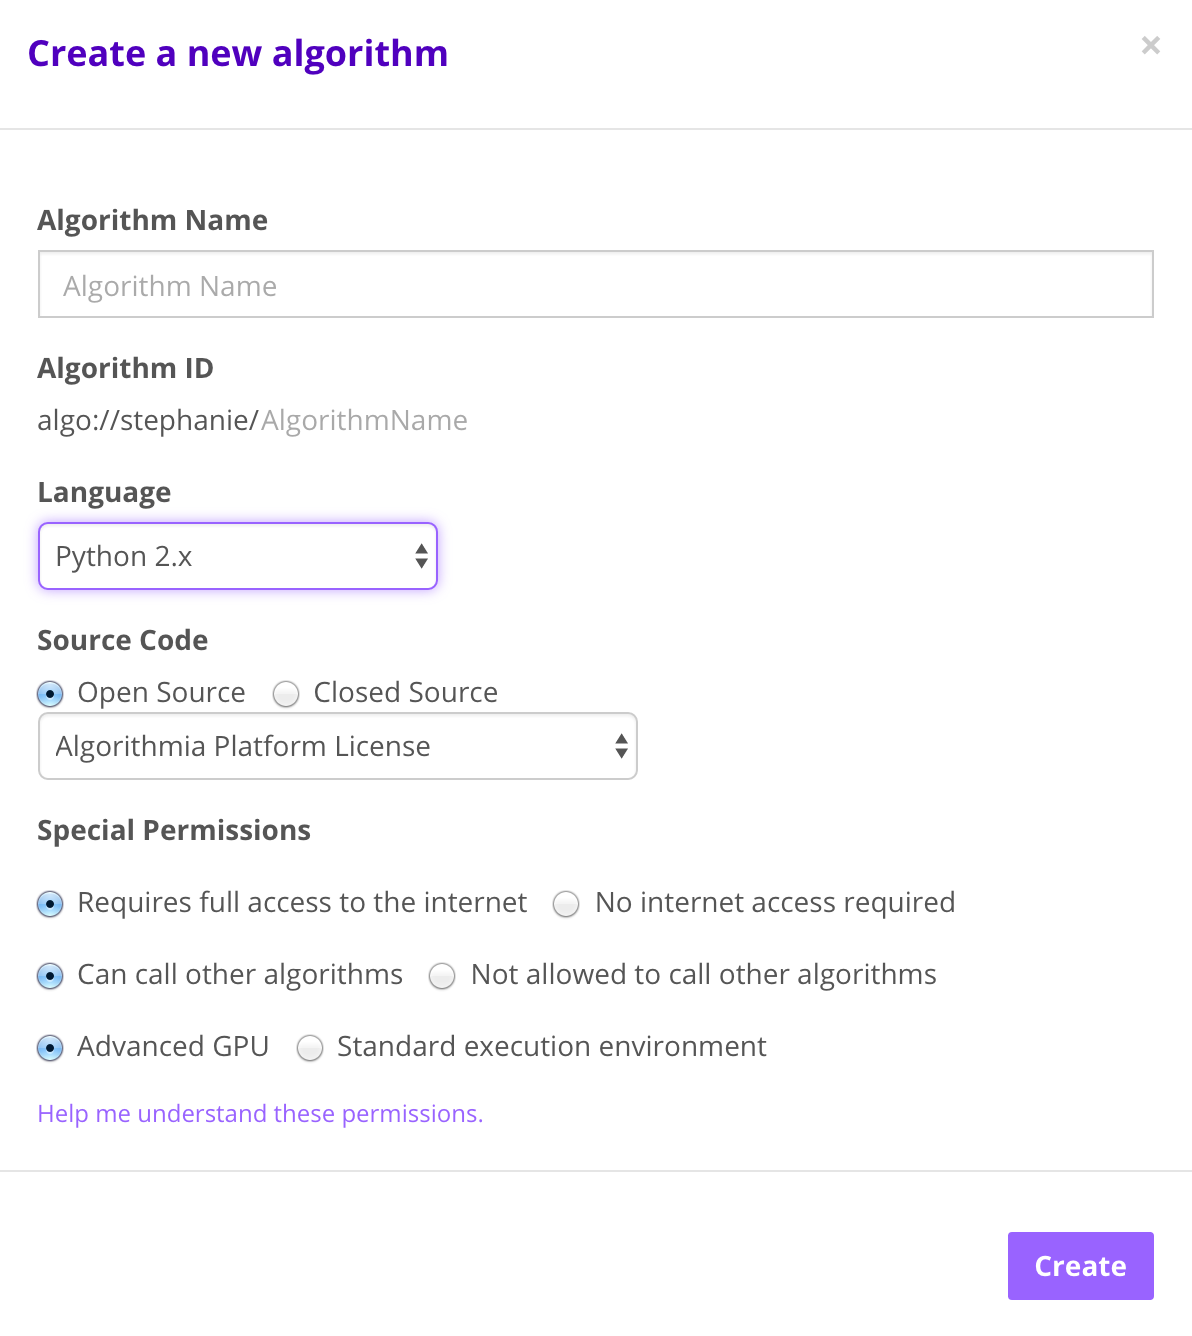 Create a new algorithm ×
Algorithm Name
Algorithm Name
Algorithm ID
algo://stephanie/AlgorithmName
Language
Python 2.x
Source Code
Open Source Closed Source
Algorithmia Platform License
Special Permissions
Requires full access to the internet No internet access required
Can call other algorithms Not allowed to call other algorithms
Advanced GPU Standard execution environment
Help me understand these permissions.
Create